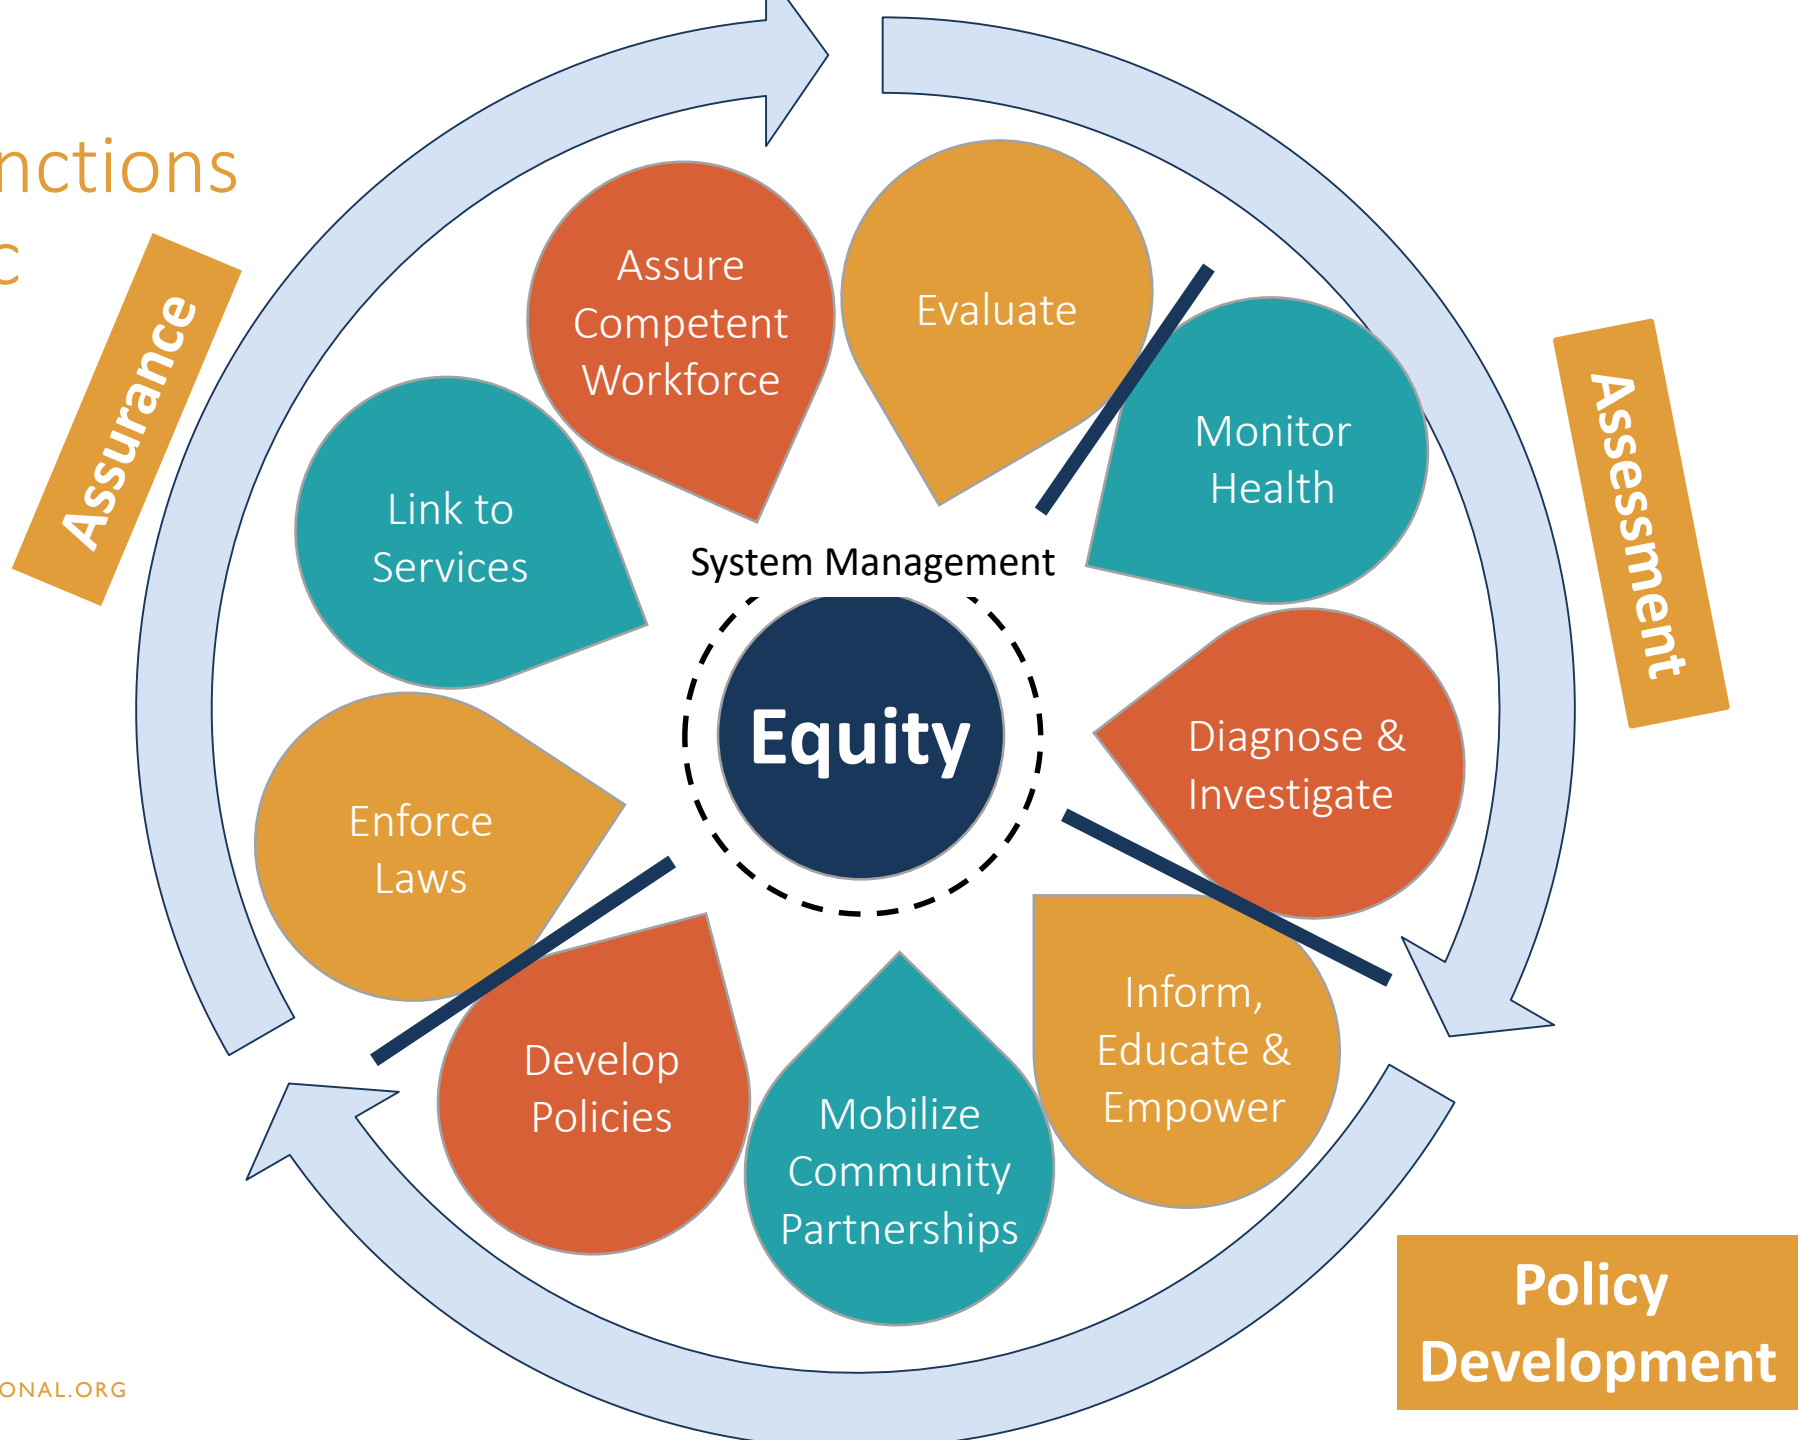 nctions
c
Assurance
Assessment
Policy
Development
Evaluate
Monitor
Health
Diagnose &
Investigate
Inform,
Educate &
Empower
Mobilize
Community
Partnerships
Develop
Policies
Enforce
Laws
Link to
Services
Assure
Competent
Workforce
System Management
Equity
ONAL.ORG